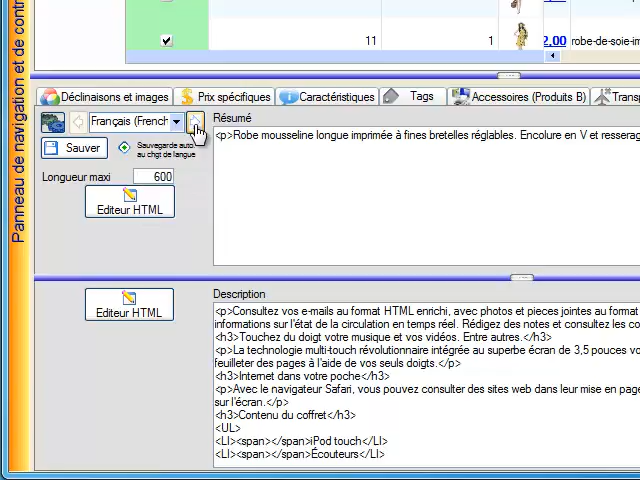 11
1
2,00
robe-de-soie-im
Panneau de navigation et de contr
Déclinaisons et images
Prix spécifiques
Caractéristiques
Tags
Accessoires (Produits B)
Transp
Français (French
Résumé
Sauver
Sauvegarde auto
au chgt de langue
<p>Robe mousseline longue imprimée à fines bretelles réglables. Encolure en V et resserag
Longueur maxi
600
Editeur HTML
Description
Editeur HTML
<p>Consultez vos e-mails au format HTML enrichi, avec photos et pieces jointes au format
informations sur l'état de la circulation en temps réel. Rédigez des notes et consultez les co
<h3>Touchez du doigt votre musique et vos vidéos. Entre autres.</h3>
<p>La technologie multi-touch révolutionnaire intégrée au superbe écran de 3,5 pouces vo
feuilleter des pages à l'aide de vos seuls doigts.</p>
<h3>Internet dans votre poche</h3>
<p>Avec le navigateur Safari, vous pouvez consulter des sites web dans leur mise en page
sur l'écran.</p>
<h3>Contenu du coffret</h3>
<UL>
<LI><span></span>iPod touch</LI>
<LI><span></span>Écouteurs</LI>